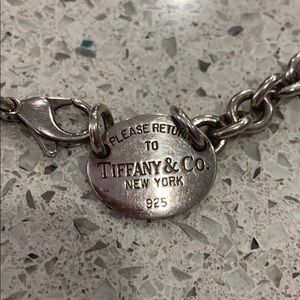 PLEASE RETURN
TO
TIFFANY & CO.
NEW YORK
925